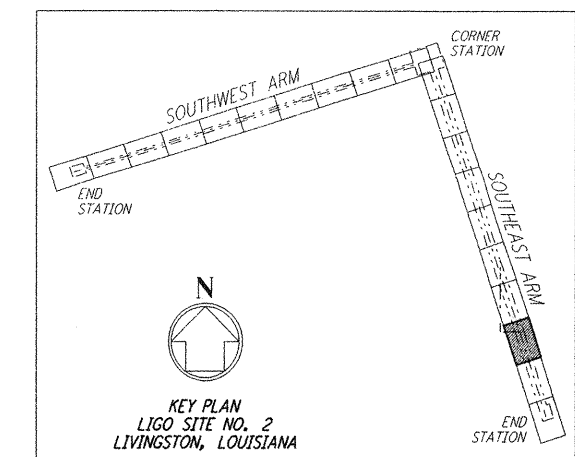 CORNER
STATION
SOUTHWEST ARM
END
STATION
SOUTHEAST ARM
N
KEY PLAN
LIGO SITE NO. 2
LIVINGSTON, LOUISIANA
END
STATION